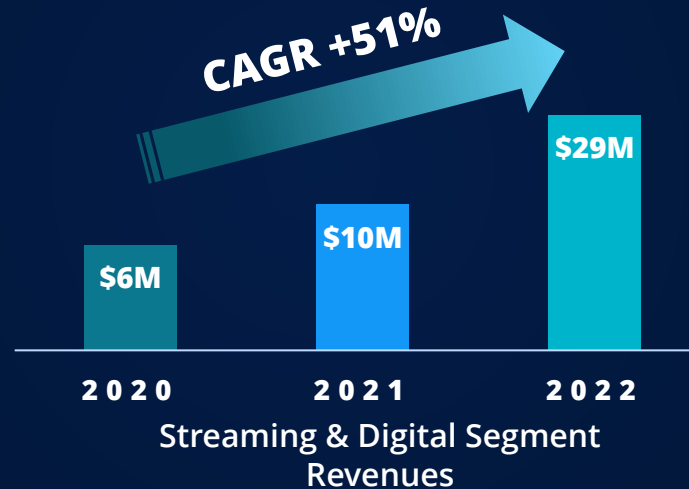 CAGR +51%
$29M
$10M
$6M
2020 2021 2022
Streaming & Digital Segment
Revenues